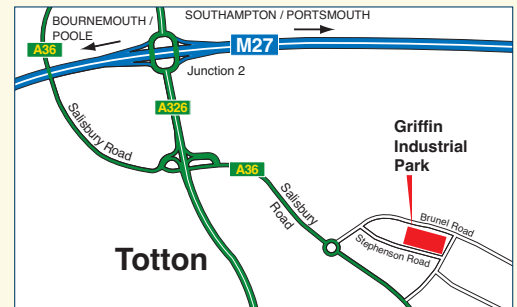 BOURNEMOUTH /
POOLE
SOUTHAMPTON / PORTSMOUTH
A36
M27
Junction 2
A326
Salisbury Road
A36
Salisbury
Road
Griffin
Industrial
Park
Brunel Road
Stephenson Road
Totton